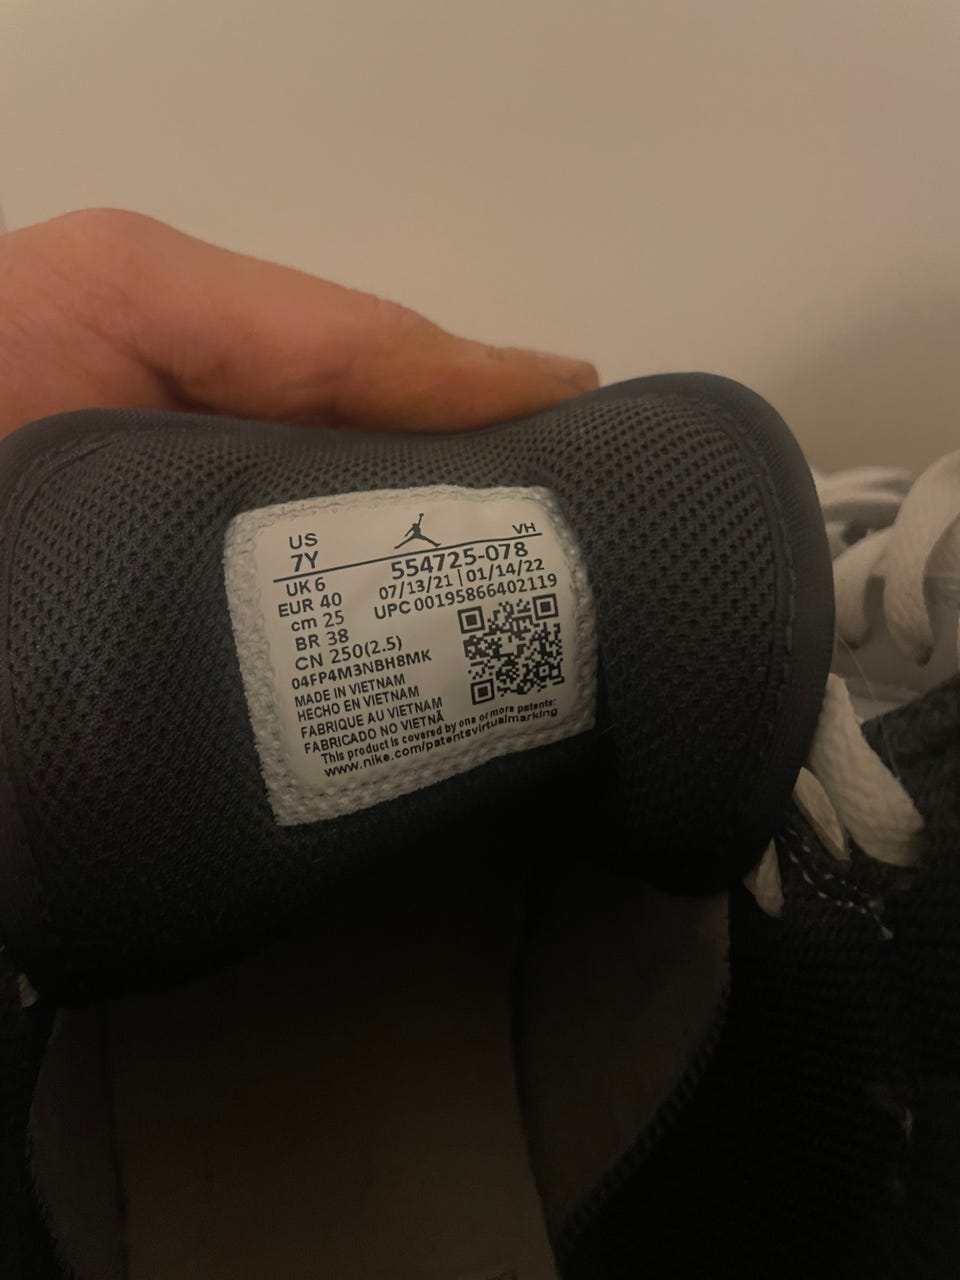 US
7Y
VH
554725-078
07/13/21 | 01/14/22
UPC 00195866402119
UK 6
EUR 40
cm 25
BR 38
CN 250(2.5)
04FP4M3NBH8MK
MADE IN VIETNAM
HECHO EN VIETNAM
FABRIQUE AU VIETNAM
FABRICADO NO VIETNÃ
This product is covered by one or more patents:
www.nike.com/patentsvirtualmarking